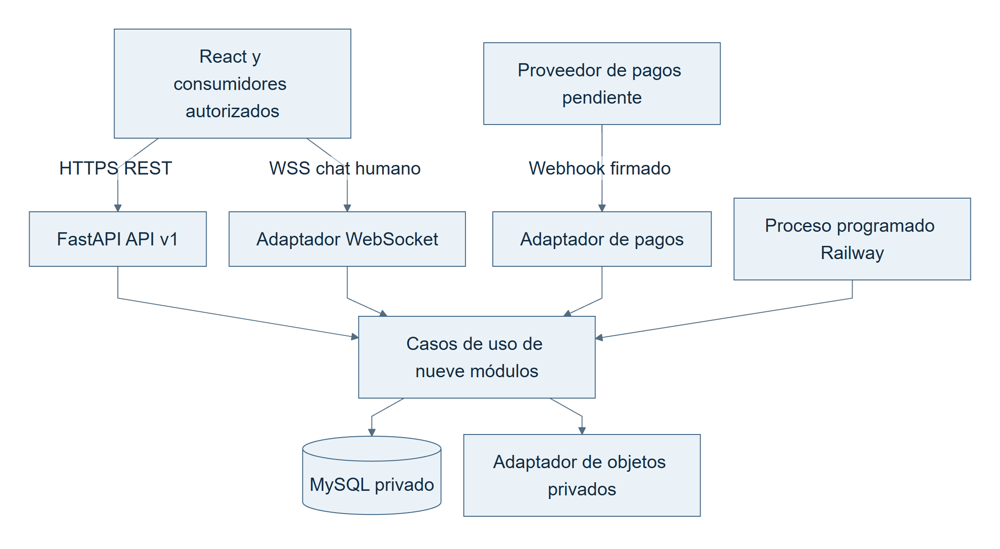 React y
consumidores
autorizados
Proveedor de pagos
pendiente
HTTPS REST
WSS chat humano
Webhook firmado
FastAPI API v1
Adaptador WebSocket
Adaptador de pagos
Proceso programado
Railway
Casos de uso de
nueve módulos
MySQL privado
Adaptador de objetos
privados